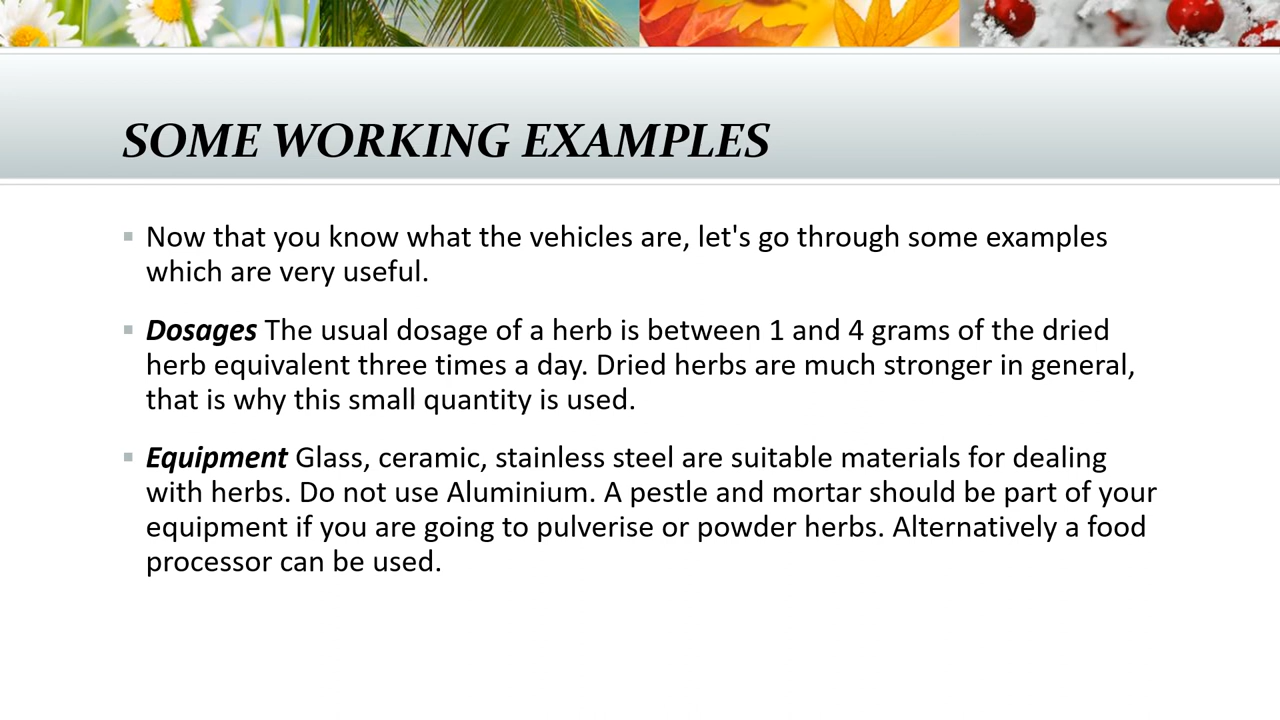 SOME WORKING EXAMPLES
▪ Now that you know what the vehicles are, let's go through some examples
which are very useful.
▪ Dosages The usual dosage of a herb is between 1 and 4 grams of the dried
herb equivalent three times a day. Dried herbs are much stronger in general,
that is why this small quantity is used.
▪ Equipment Glass, ceramic, stainless steel are suitable materials for dealing
with herbs. Do not use Aluminium. A pestle and mortar should be part of your
equipment if you are going to pulverise or powder herbs. Alternatively a food
processor can be used.